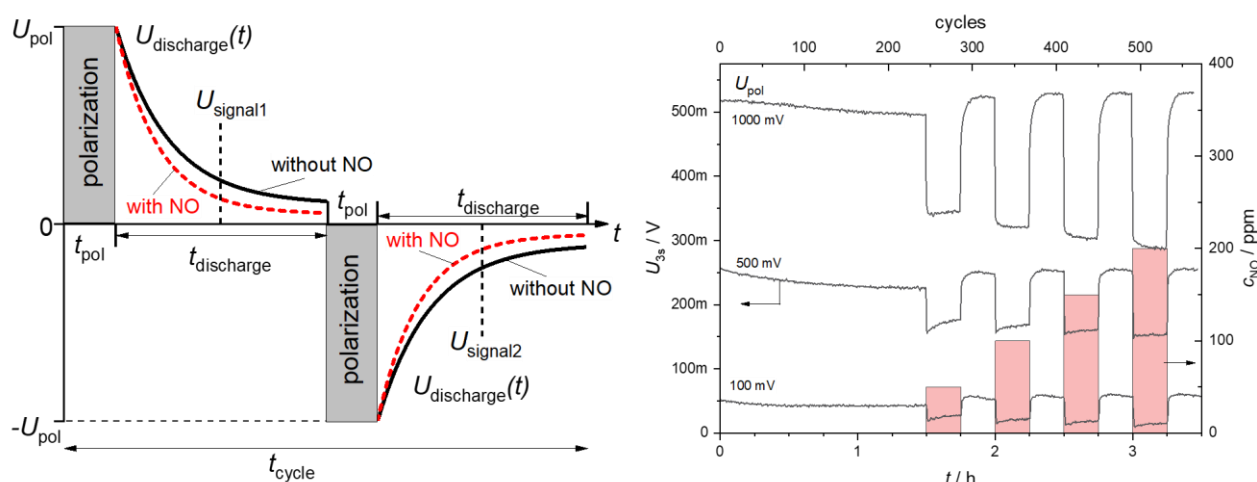 U_pol
U_discharge(t)
U_signal1
polarization
without NO
with NO
0
t_pol
t_discharge
t_pol
t_discharge
t
with NO
without NO
polarization
U_signal2
U_discharge(t)
-U_pol
t_cycle
cycles
0 100 200 300 400 500
U_pol
1000 mV
500 mV
100 mV
500m
400m
300m
200m
100m
0
U_3s / V
400
300
200
100
0
c_NO / ppm
0 1 2 3
t / h